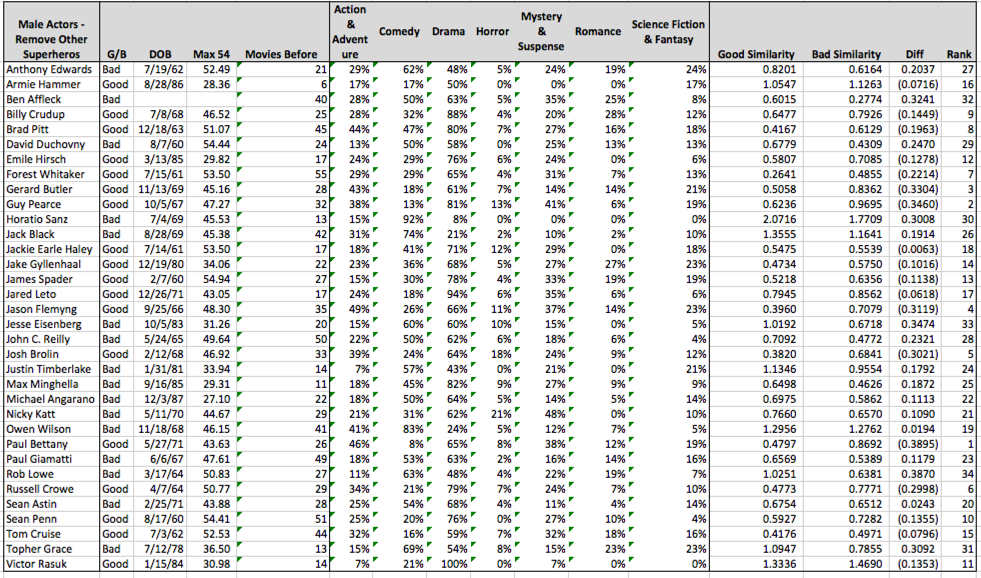 Male Actors - Remove Other Superheros G/B DOB Max 54 Movies Before Action & Adventure Comedy Drama Horror Mystery & Suspense Romance Science Fiction & Fantasy Good Similarity Bad Similarity Diff Rank
Anthony Edwards Bad 7/19/62 52.49 21 29% 62% 48% 5% 24% 19% 24% 0.8201 0.6164 0.2037 27
Armie Hammer Good 8/28/86 28.36 6 17% 17% 50% 0% 0% 0% 17% 1.0547 1.1263 (0.0716) 16
Ben Affleck Bad 40 28% 50% 63% 5% 35% 25% 8% 0.6015 0.2774 0.3241 32
Billy Crudup Good 7/8/68 46.52 25 28% 32% 88% 4% 20% 28% 12% 0.6477 0.7926 (0.1449) 9
Brad Pitt Good 12/18/63 51.07 45 44% 47% 80% 7% 27% 16% 18% 0.4167 0.6129 (0.1963) 8
David Duchovny Bad 8/7/60 54.44 24 13% 50% 58% 0% 25% 13% 13% 0.6779 0.4309 0.2470 29
Emile Hirsch Good 3/13/85 29.82 17 24% 29% 76% 6% 24% 0% 6% 0.5807 0.7085 (0.1278) 12
Forest Whitaker Good 7/15/61 53.50 55 29% 29% 65% 4% 31% 7% 13% 0.2641 0.4855 (0.2214) 7
Gerard Butler Good 11/13/69 45.16 28 43% 18% 61% 7% 14% 14% 21% 0.5058 0.8362 (0.3304) 3
Guy Pearce Good 10/5/67 47.27 32 38% 13% 81% 13% 41% 6% 19% 0.6236 0.9695 (0.3460) 2
Horatio Sanz Bad 7/4/69 45.53 13 15% 92% 8% 0% 0% 0% 0% 2.0716 1.7709 0.3008 30
Jack Black Bad 8/28/69 45.38 42 31% 74% 21% 2% 10% 2% 10% 1.3555 1.1641 0.1914 26
Jackie Earle Haley Good 7/14/61 53.50 17 18% 41% 71% 12% 29% 0% 18% 0.5475 0.5539 (0.0063) 18
Jake Gyllenhaal Good 12/19/80 34.06 22 23% 36% 68% 5% 27% 27% 23% 0.4734 0.5750 (0.1016) 14
James Spader Good 2/7/60 54.94 27 15% 30% 78% 4% 33% 19% 19% 0.5218 0.6356 (0.1138) 13
Jared Leto Good 12/26/71 43.05 17 24% 18% 94% 6% 35% 6% 6% 0.7945 0.8562 (0.0618) 17
Jason Flemyng Good 9/25/66 48.30 35 49% 26% 66% 11% 37% 14% 23% 0.3960 0.7079 (0.3119) 4
Jesse Eisenberg Bad 10/5/83 31.26 20 15% 60% 60% 10% 15% 0% 5% 1.0192 0.6718 0.3474 33
John C. Reilly Bad 5/24/65 49.64 50 22% 50% 62% 6% 18% 6% 4% 0.7092 0.4772 0.2321 28
Josh Brolin Good 2/12/68 46.92 33 39% 24% 64% 18% 24% 9% 12% 0.3820 0.6841 (0.3021) 5
Justin Timberlake Bad 1/31/81 33.94 14 7% 57% 43% 0% 21% 0% 21% 1.1346 0.9554 0.1792 24
Max Minghella Bad 9/16/85 29.31 11 18% 45% 82% 9% 27% 9% 9% 0.6498 0.4626 0.1872 25
Michael Angarano Bad 12/3/87 27.10 22 18% 50% 64% 5% 14% 5% 14% 0.6975 0.5862 0.1113 22
Nicky Katt Bad 5/11/70 44.67 29 21% 31% 62% 21% 48% 0% 10% 0.7660 0.6570 0.1090 21
Owen Wilson Bad 11/18/68 46.15 41 41% 83% 24% 5% 12% 7% 5% 1.2956 1.2762 0.0194 19
Paul Bettany Good 5/27/71 43.63 26 46% 8% 65% 8% 38% 12% 19% 0.4797 0.8692 (0.3895) 1
Paul Giamatti Bad 6/6/67 47.61 49 18% 53% 63% 2% 16% 14% 16% 0.6569 0.5389 0.1179 23
Rob Lowe Bad 3/17/64 50.83 27 11% 63% 48% 4% 22% 19% 7% 1.0251 0.6381 0.3870 34
Russell Crowe Good 4/7/64 50.77 29 34% 21% 79% 7% 24% 7% 10% 0.4773 0.7771 (0.2998) 6
Sean Astin Bad 2/25/71 43.88 28 25% 54% 68% 4% 11% 4% 14% 0.6754 0.6512 0.0243 20
Sean Penn Good 8/17/60 54.41 51 25% 20% 76% 0% 27% 10% 4% 0.5927 0.7282 (0.1355) 10
Tom Cruise Good 7/3/62 52.53 44 32% 16% 59% 7% 32% 18% 16% 0.4176 0.4971 (0.0796) 15
Topher Grace Bad 7/12/78 36.50 13 15% 69% 54% 8% 15% 23% 23% 1.0947 0.7855 0.3092 31
Victor Rasuk Good 1/15/84 30.98 14 7% 21% 100% 0% 7% 0% 0% 1.3336 1.4690 (0.1353) 11